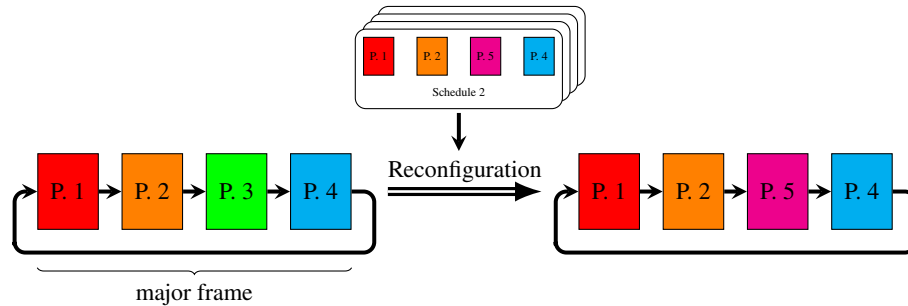 P. 1 P. 2 P. 5 P. 4
Schedule 2
Reconfiguration
P. 1 P. 2 P. 3 P. 4
P. 1 P. 2 P. 5 P. 4
major frame